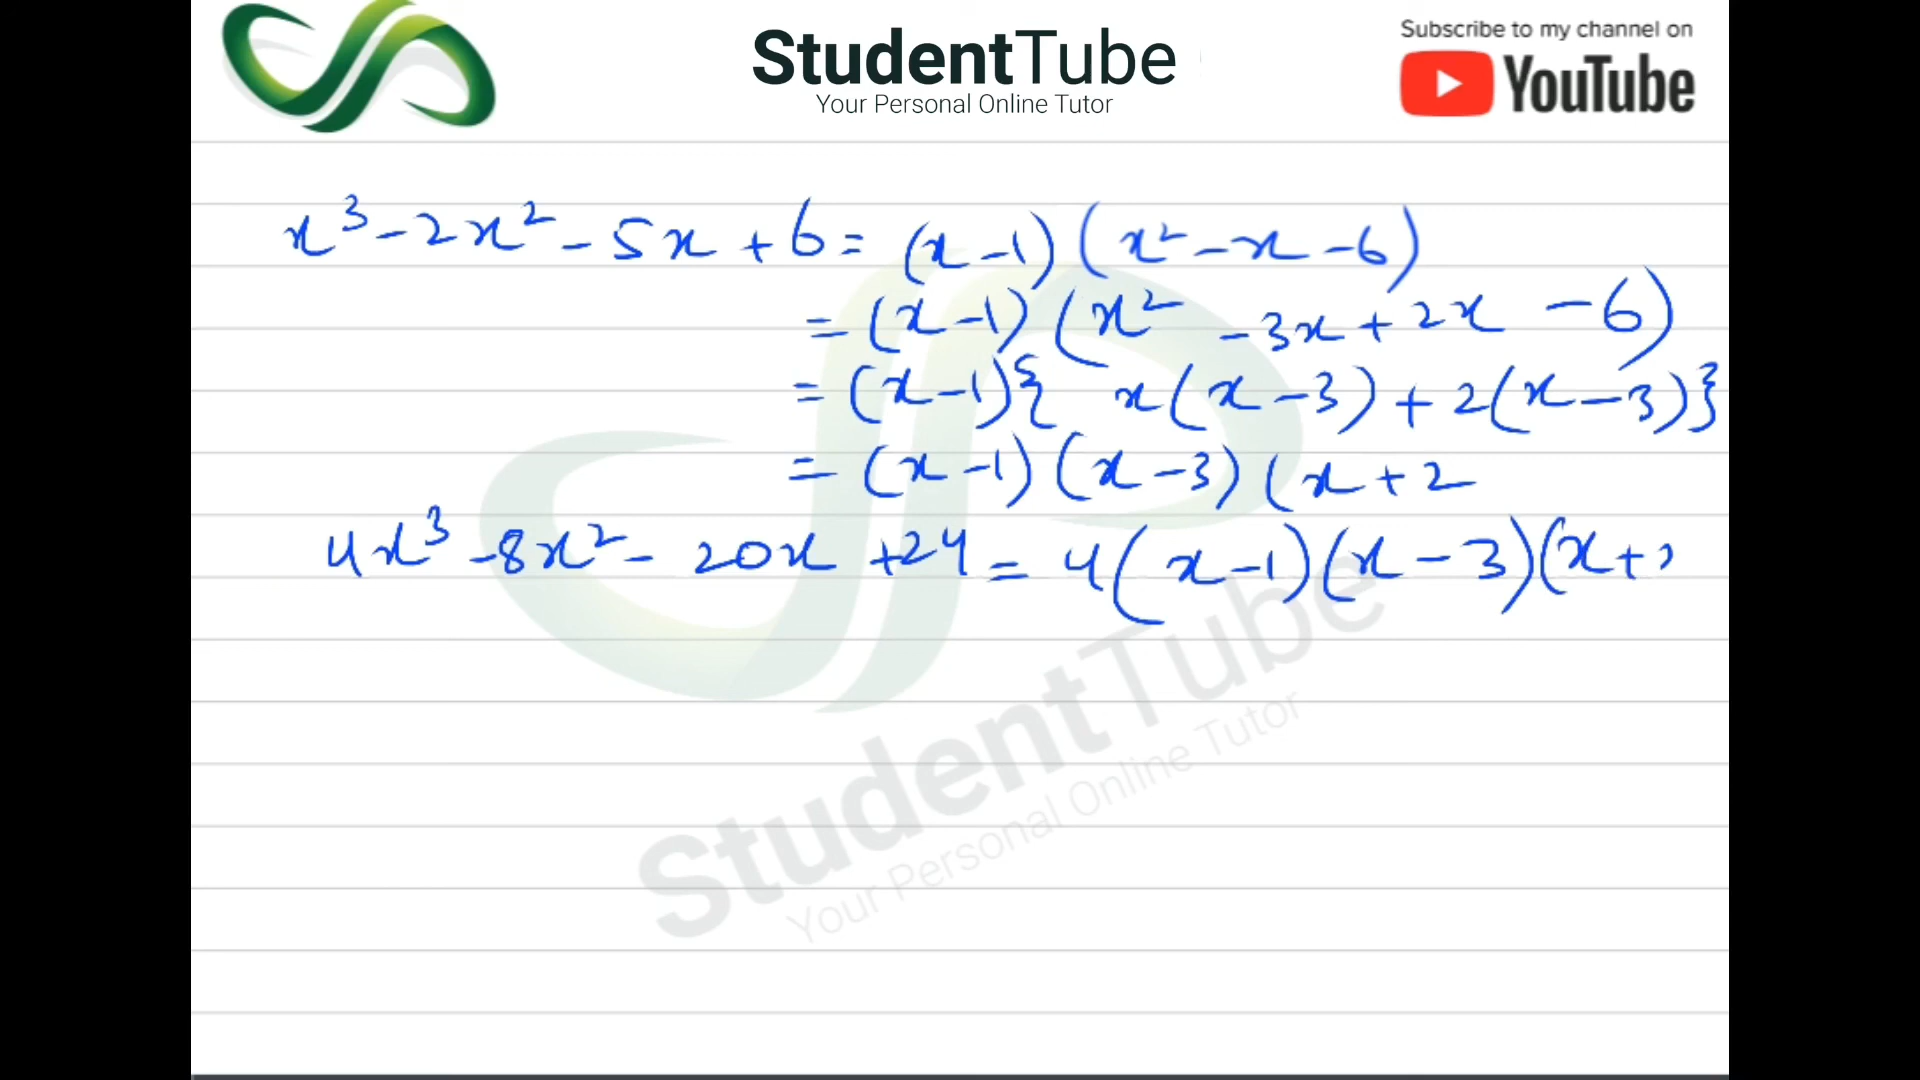 StudentTube
Your Personal Online Tutor
Subscribe to my channel on
YouTube
x³ - 2x² - 5x + 6 = (x - 1) (x² - x - 6)
= (x - 1) (x² - 3x + 2x - 6)
= (x - 1) { x (x - 3) + 2 (x - 3) }
= (x - 1) (x - 3) (x + 2
4x³ - 8x² - 20x + 24 = 4 (x - 1) (x - 3) (x +
StudentTube
Your Personal Online Tutor